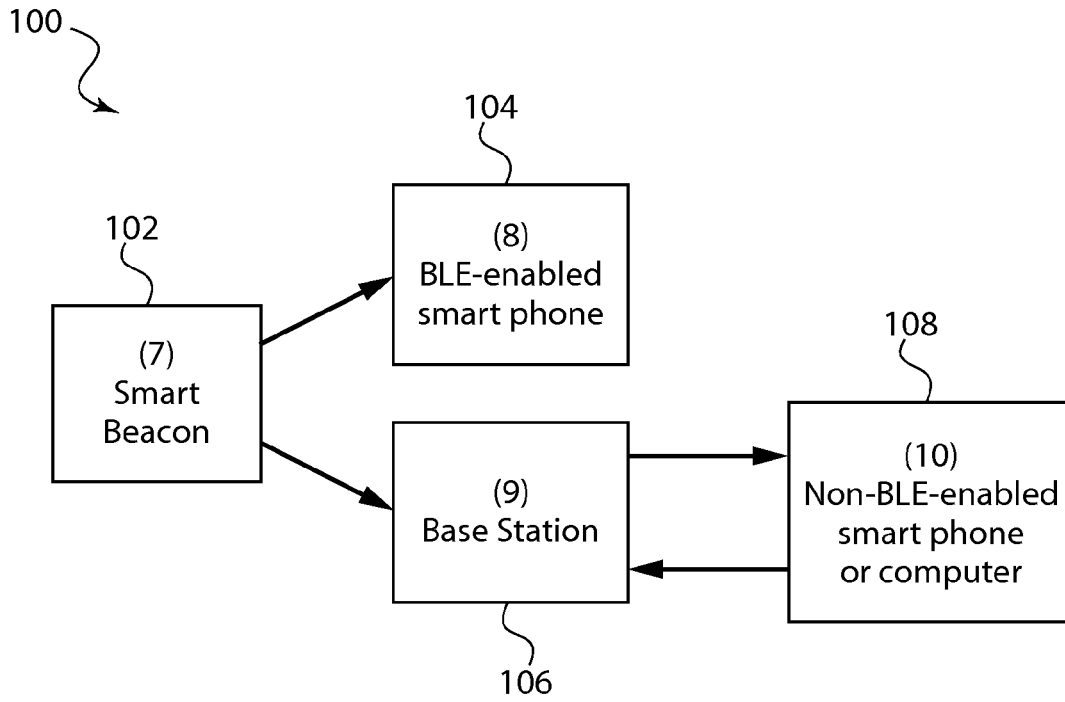 100
104
(8)
BLE-enabled
smart phone
102
(7)
Smart
Beacon
108
(10)
Non-BLE-enabled
smart phone
or computer
(9)
Base Station
106